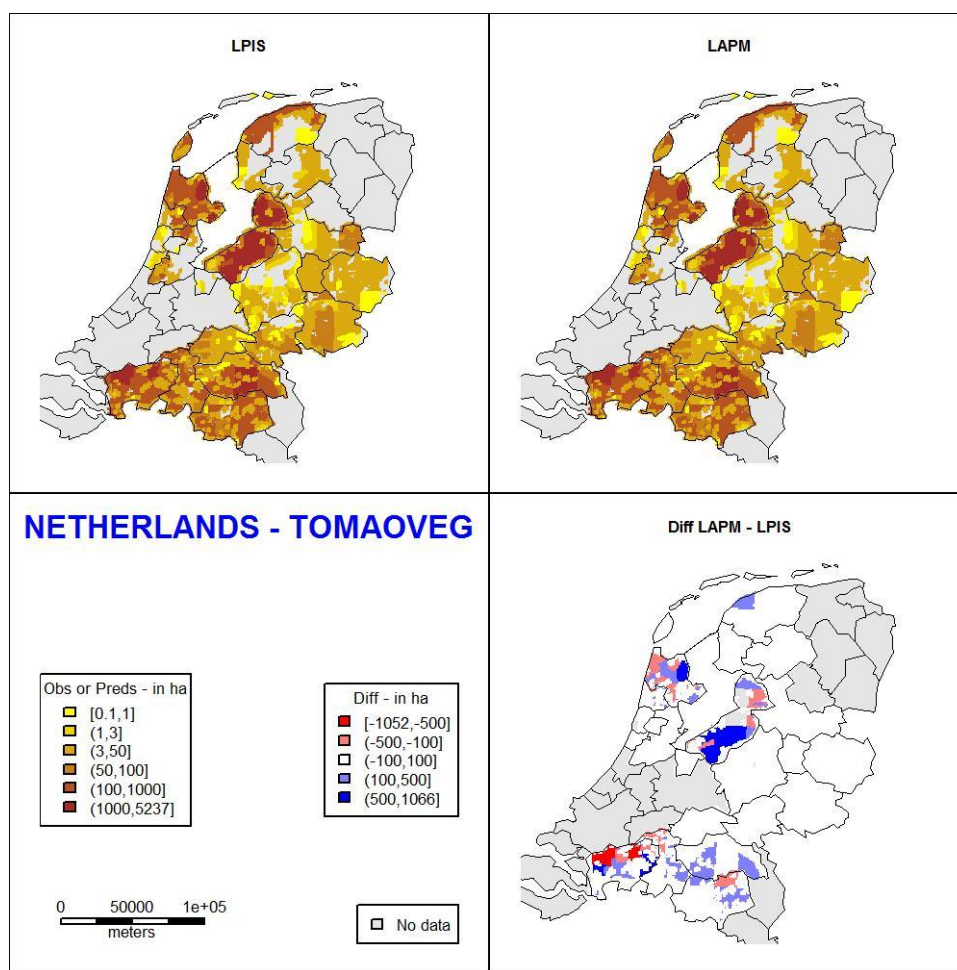 LPIS
LAPM
NETHERLANDS - TOMAOVEG
Diff LAPM - LPIS
Obs or Preds - in ha
[0.1,1]
(1,3]
(3,50]
(50,100]
(100,1000]
(1000,5237]
Diff - in ha
[-1052,-500]
(-500,-100]
(-100,100]
(100,500]
(500,1066]
0 50000 1e+05
meters
No data